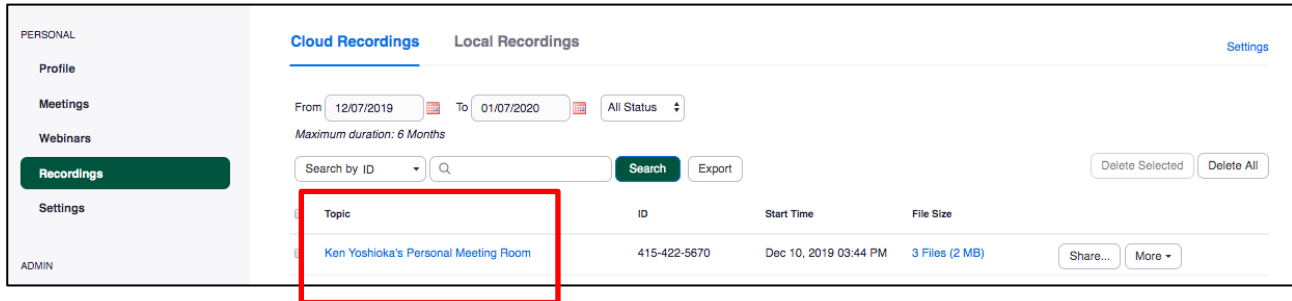 PERSONAL
Profile
Meetings
Webinars
Recordings
Settings
ADMIN
Cloud Recordings Local Recordings
Settings
From 12/07/2019 To 01/07/2020 All Status
Maximum duration: 6 Months
Search by ID Search Export
Delete Selected Delete All
Topic ID Start Time File Size
Ken Yoshioka's Personal Meeting Room 415-422-5670 Dec 10, 2019 03:44 PM 3 Files (2 MB) Share... More